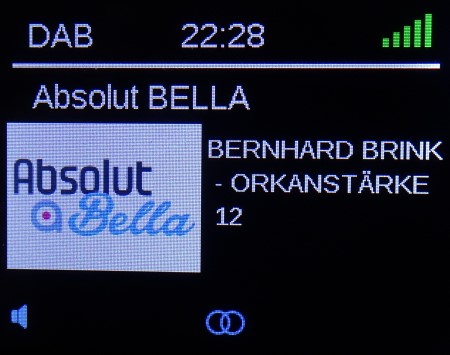 DAB 22:28
Absolut BELLA
Absolut
Bella
BERNHARD BRINK
- ORKANSTÄRKE
12